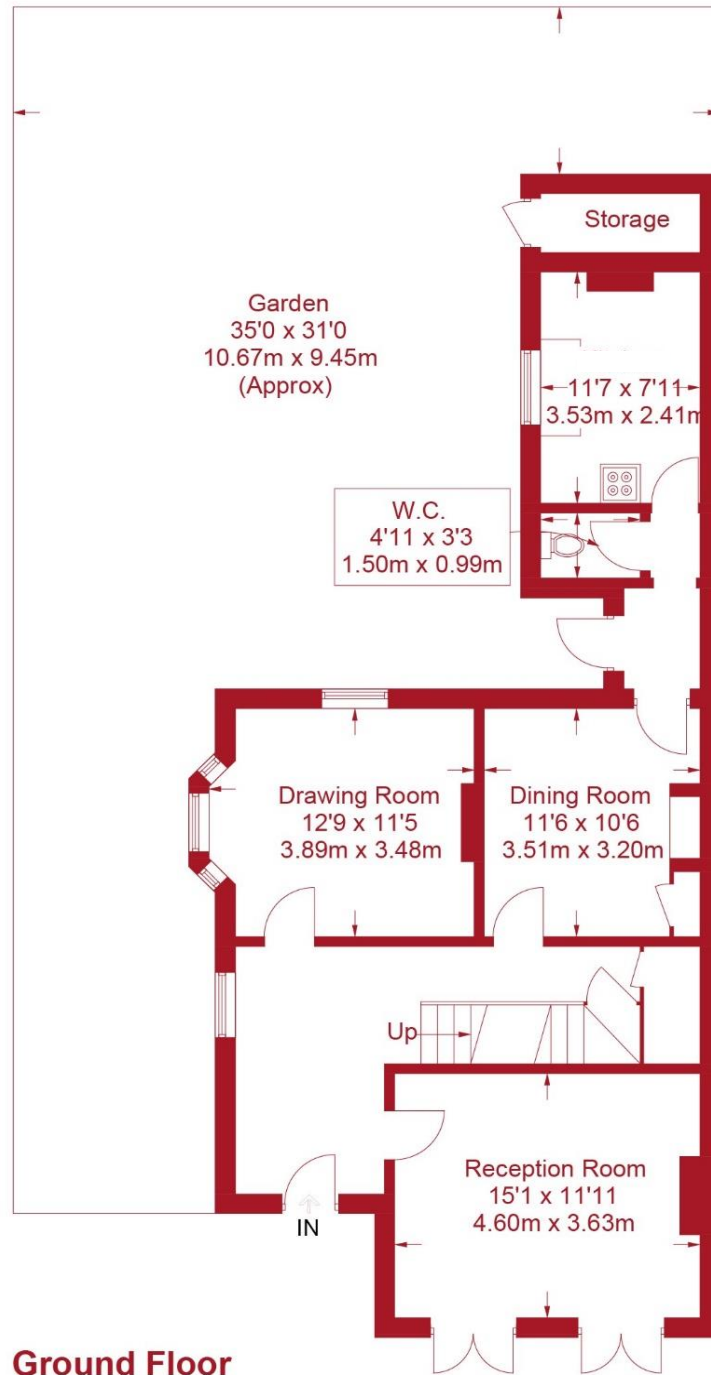 Storage
Garden
35'0 x 31'0
10.67m x 9.45m
(Approx)
11'7 x 7'11
3.53m x 2.41m
W.C.
4'11 x 3'3
1.50m x 0.99m
Drawing Room
12'9 x 11'5
3.89m x 3.48m
Dining Room
11'6 x 10'6
3.51m x 3.20m
Up
Reception Room
15'1 x 11'11
4.60m x 3.63m
IN
Ground Floor